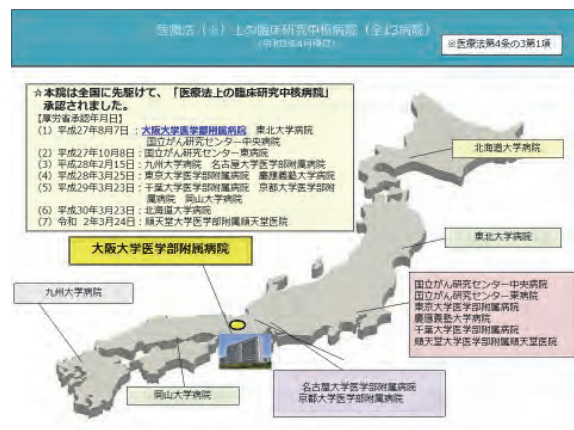 医療法（※）上の臨床研究中核病院（全13病院）
（令和3年4月現在）
※医療法第4条の3第1項
☆本院は全国に先駆けて、「医療法上の臨床研究中核病院」
承認されました。
【厚労省承認年月日】
(1) 平成27年8月7日：大阪大学医学部附属病院　東北大学病院
国立がん研究センター中央病院
(2) 平成27年10月8日：国立がん研究センター東病院
(3) 平成28年2月15日：九州大学病院　名古屋大学医学部附属病院
(4) 平成28年3月25日：東京大学医学部附属病院　慶應義塾大学病院
(5) 平成29年3月23日：千葉大学医学部附属病院　京都大学医学部附
属病院　岡山大学病院
(6) 平成30年3月23日：北海道大学病院
(7) 令和 2年3月24日：順天堂大学医学部附属順天堂医院
北海道大学病院
大阪大学医学部附属病院
東北大学病院
九州大学病院
国立がん研究センター中央病院
国立がん研究センター東病院
東京大学医学部附属病院
慶應義塾大学病院
千葉大学医学部附属病院
順天堂大学医学部附属順天堂医院
岡山大学病院
名古屋大学医学部附属病院
京都大学医学部附属病院